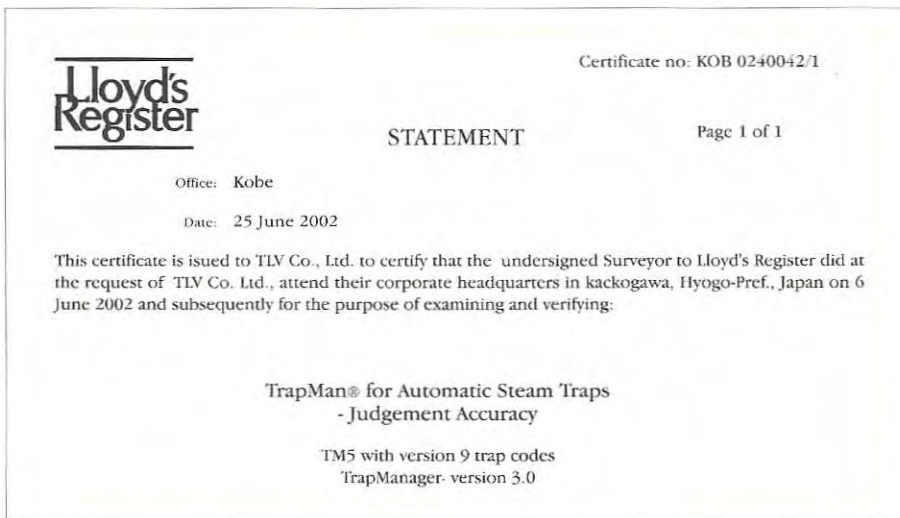 Certificate no: KOB 0240042/1
Lloyd's
Register
STATEMENT
Page 1 of 1
Office: Kobe
Date: 25 June 2002
This certificate is isued to TLV Co., Ltd. to certify that the undersigned Surveyor to Lloyd's Register did at
the request of TLV Co. Ltd., attend their corporate headquarters in kackogawa, Hyogo-Pref., Japan on 6
June 2002 and subsequently for the purpose of examining and verifying:
TrapMan® for Automatic Steam Traps
- Judgement Accuracy
TM5 with version 9 trap codes
TrapManager- version 3.0